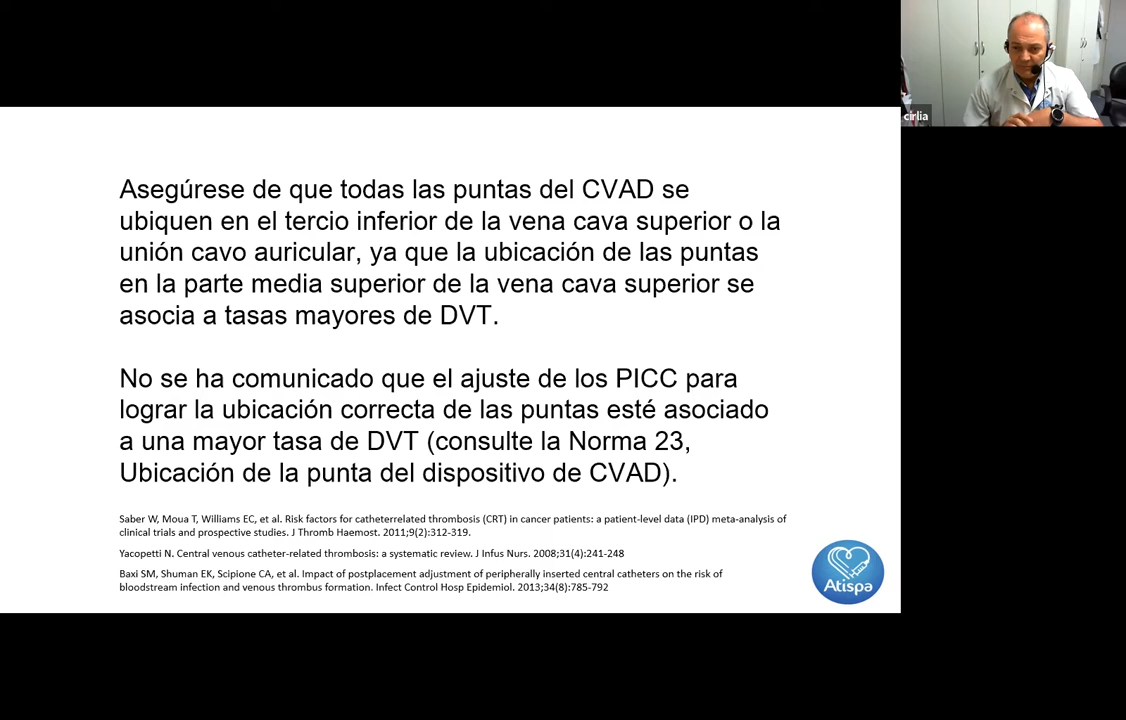 cirlia
Asegúrese de que todas las puntas del CVAD se
ubiquen en el tercio inferior de la vena cava superior o la
unión cavo auricular, ya que la ubicación de las puntas
en la parte media superior de la vena cava superior se
asocia a tasas mayores de DVT.
No se ha comunicado que el ajuste de los PICC para
lograr la ubicación correcta de las puntas esté asociado
a una mayor tasa de DVT (consulte la Norma 23,
Ubicación de la punta del dispositivo de CVAD).
Saber W, Moua T, Williams EC, et al. Risk factors for catheterrelated thrombosis (CRT) in cancer patients: a patient-level data (IPD) meta-analysis of
clinical trials and prospective studies. J Thromb Haemost. 2011;9(2):312-319.
Yacopetti N. Central venous catheter-related thrombosis: a systematic review. J Infus Nurs. 2008;31(4):241-248
Baxi SM, Shuman EK, Scipione CA, et al. Impact of postplacement adjustment of peripherally inserted central catheters on the risk of
bloodstream infection and venous thrombus formation. Infect Control Hosp Epidemiol. 2013;34(8):785-792
Atispa